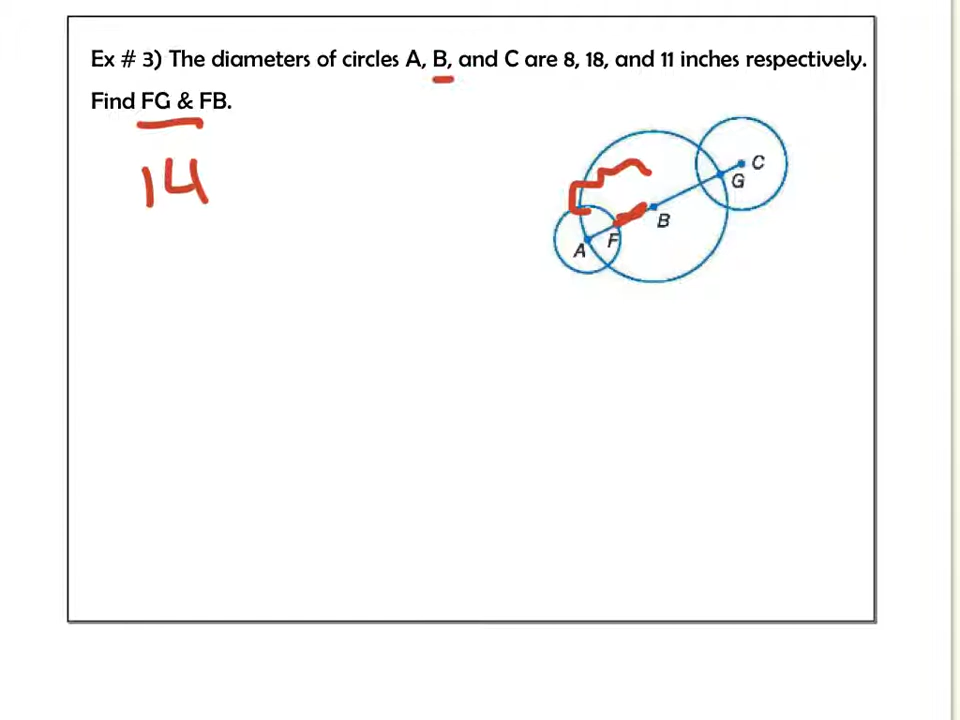 Ex # 3) The diameters of circles A, B, and C are 8, 18, and 11 inches respectively.
Find FG & FB.
14
C
G
B
F
A